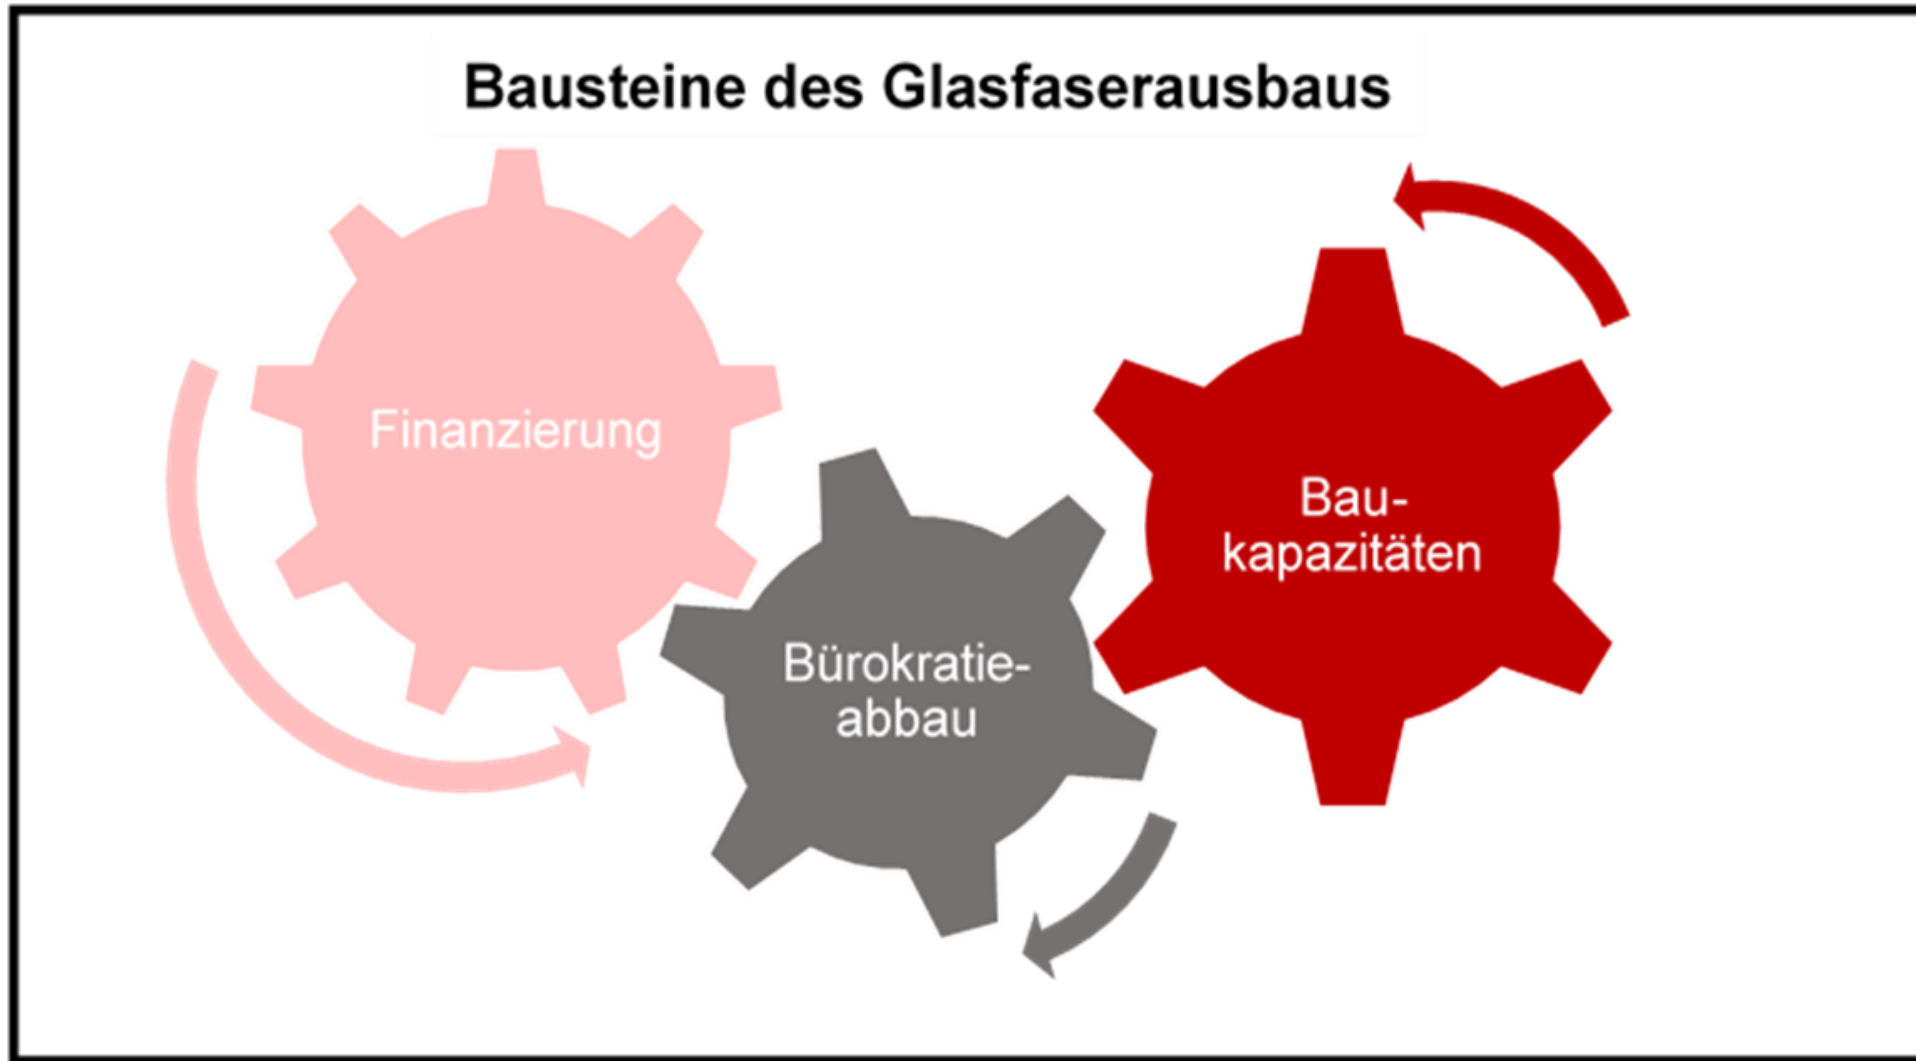 Bausteine des Glasfaserausbaus
Finanzierung
Bürokratie-
abbau
Bau-
kapazitäten